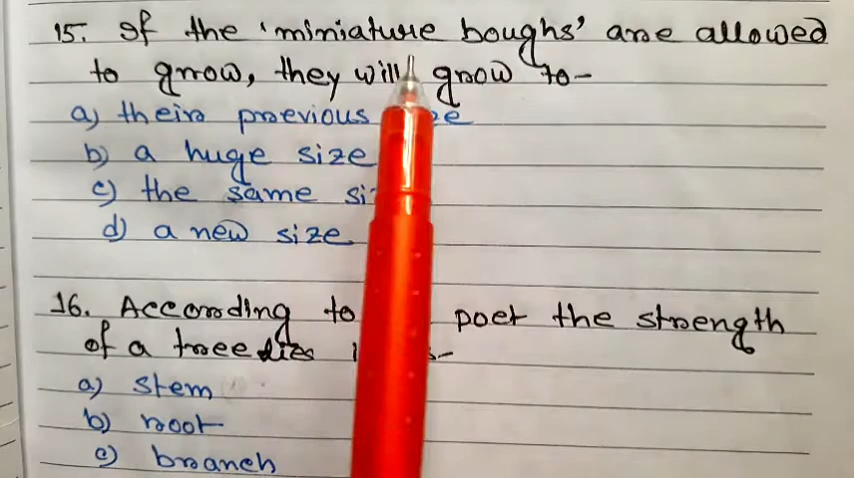 15. If the 'miniature boughs' are allowed
to grow, they will grow to-
a) their previous
b) a huge size
c) the same
d) a new size
16. According to poet the strength
of a tree lies
a) stem
b) root
c) branch